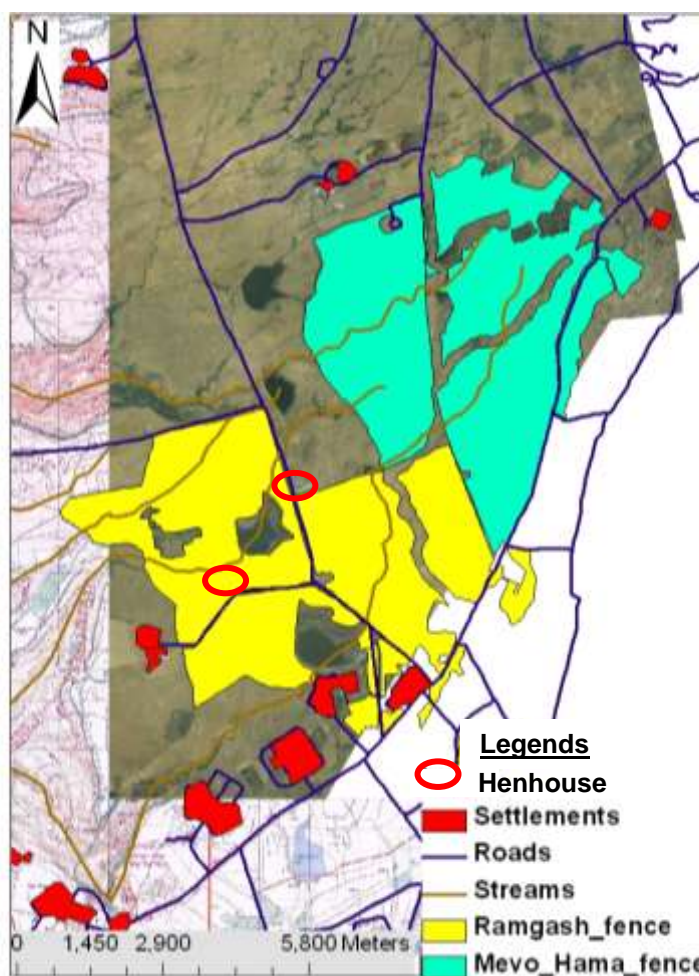 N
Legends
Henhouse
Settlements
Roads
Streams
Ramgash_fence
Mevo_Hama_fence
0 1,450 2,900 5,800 Meters